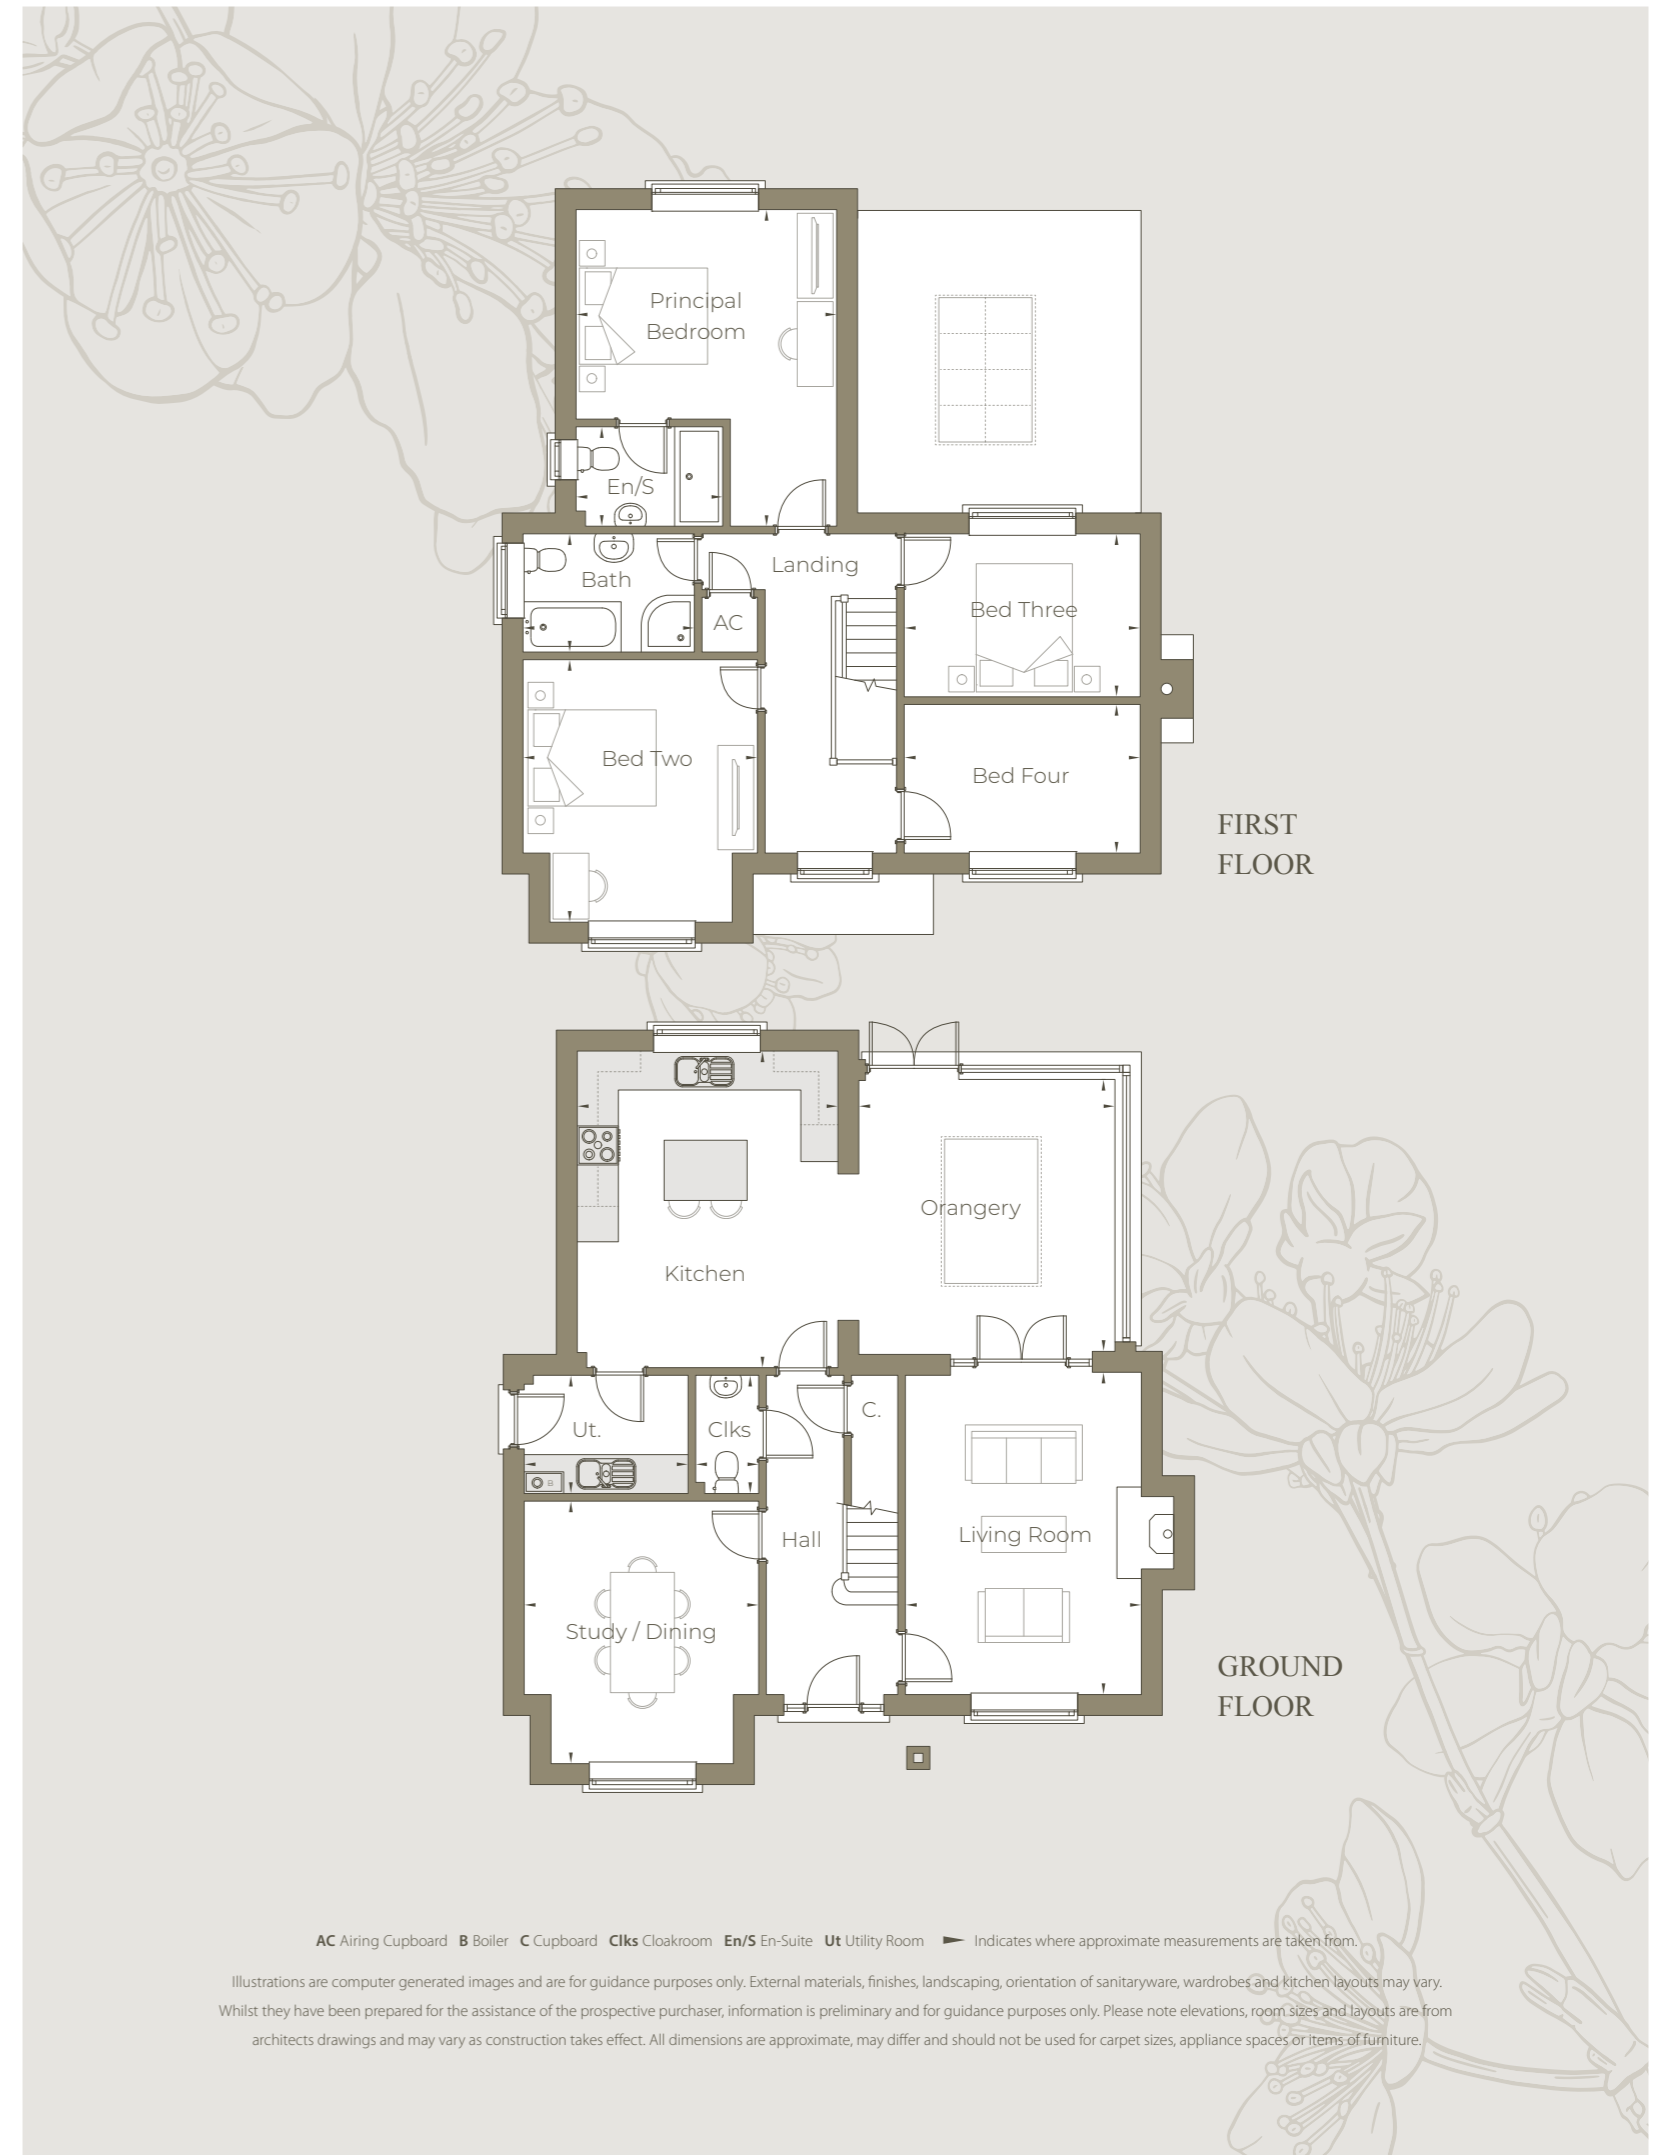 Principal
Bedroom
En/S
Landing
Bath
AC
Bed Three
Bed Two
Bed Four
FIRST
FLOOR
Orangery
Kitchen
C.
Ut.
Clks
B
Hall
Living Room
Study / Dining
GROUND
FLOOR
AC Airing Cupboard B Boiler C Cupboard Clks Cloakroom En/S En-Suite Ut Utility Room Indicates where approximate measurements are taken from.
Illustrations are computer generated images and are for guidance purposes only. External materials, finishes, landscaping, orientation of sanitaryware, wardrobes and kitchen layouts may vary.
Whilst they have been prepared for the assistance of the prospective purchaser, information is preliminary and for guidance purposes only. Please note elevations, room sizes and layouts are from
architects drawings and may vary as construction takes effect. All dimensions are approximate, may differ and should not be used for carpet sizes, appliance spaces or items of furniture.